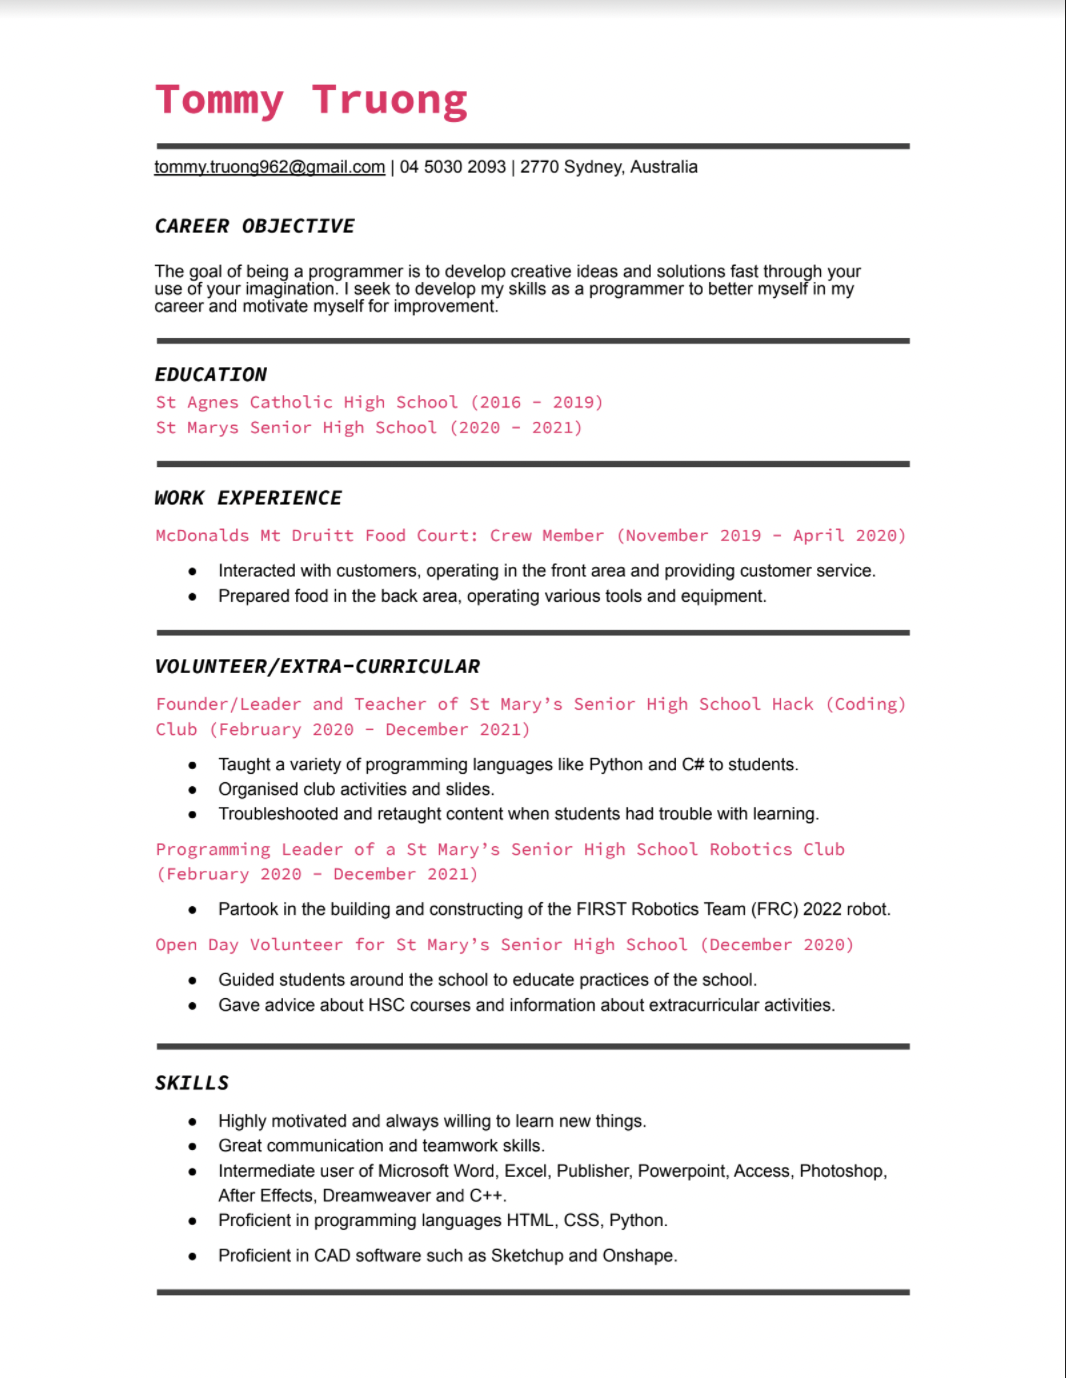 Tommy Truong
tommy.truong962@gmail.com | 04 5030 2093 | 2770 Sydney, Australia
CAREER OBJECTIVE
The goal of being a programmer is to develop creative ideas and solutions fast through your
use of your imagination. I seek to develop my skills as a programmer to better myself in my
career and motivate myself for improvement.
EDUCATION
St Agnes Catholic High School (2016 – 2019)
St Marys Senior High School (2020 – 2021)
WORK EXPERIENCE
McDonalds Mt Druitt Food Court: Crew Member (November 2019 – April 2020)
● Interacted with customers, operating in the front area and providing customer service.
● Prepared food in the back area, operating various tools and equipment.
VOLUNTEER/EXTRA–CURRICULAR
Founder/Leader and Teacher of St Mary’s Senior High School Hack (Coding)
Club (February 2020 – December 2021)
● Taught a variety of programming languages like Python and C# to students.
● Organised club activities and slides.
● Troubleshooted and retaught content when students had trouble with learning.
Programming Leader of a St Mary’s Senior High School Robotics Club
(February 2020 – December 2021)
● Partook in the building and constructing of the FIRST Robotics Team (FRC) 2022 robot.
Open Day Volunteer for St Mary’s Senior High School (December 2020)
● Guided students around the school to educate practices of the school.
● Gave advice about HSC courses and information about extracurricular activities.
SKILLS
● Highly motivated and always willing to learn new things.
● Great communication and teamwork skills.
● Intermediate user of Microsoft Word, Excel, Publisher, Powerpoint, Access, Photoshop,
After Effects, Dreamweaver and C++.
● Proficient in programming languages HTML, CSS, Python.
● Proficient in CAD software such as Sketchup and Onshape.